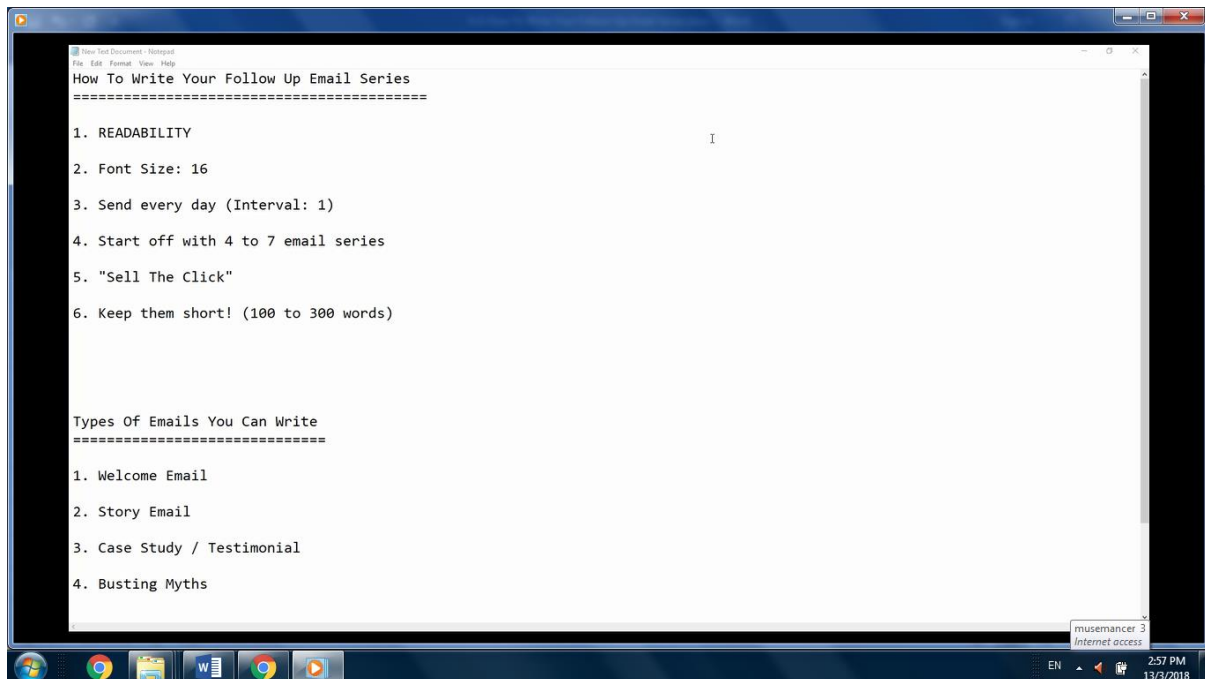 New Text Document - Notepad
File Edit Format View Help
How To Write Your Follow Up Email Series
==========================================
1. READABILITY
2. Font Size: 16
3. Send every day (Interval: 1)
4. Start off with 4 to 7 email series
5. "Sell The Click"
6. Keep them short! (100 to 300 words)
Types Of Emails You Can Write
==============================
1. Welcome Email
2. Story Email
3. Case Study / Testimonial
4. Busting Myths
musemancer 3
Internet access
EN
2:57 PM
13/3/2018